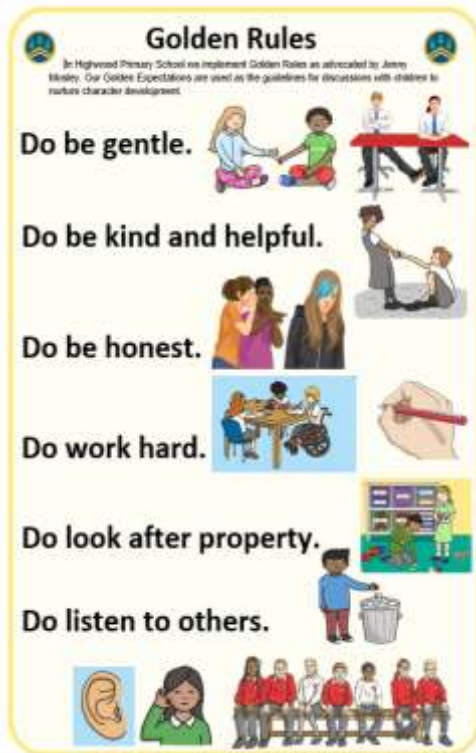 Golden Rules
In Highwood Primary School we implement Golden Rules as advocated by Jenny
Mosley. Our Golden Expectations are used as the guidelines for discussions with children to
nurture character development.
Do be gentle.
Do be kind and helpful.
Do be honest.
Do work hard.
Do look after property.
Do listen to others.